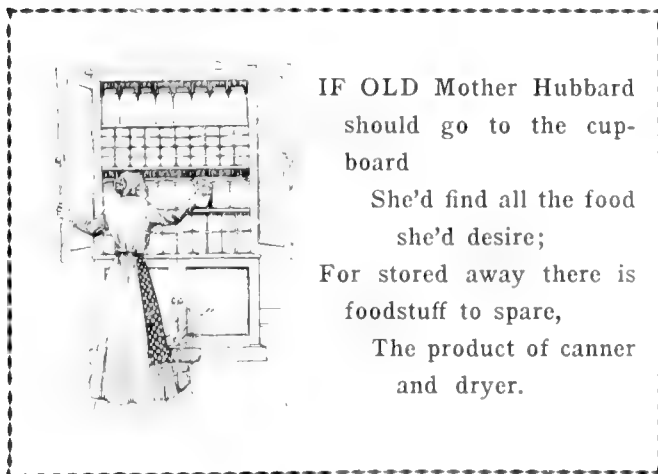 IF OLD Mother Hubbard
should go to the cup-
board
She'd find all the food
she'd desire;
For stored away there is
foodstuff to spare,
The product of canner
and dryer.